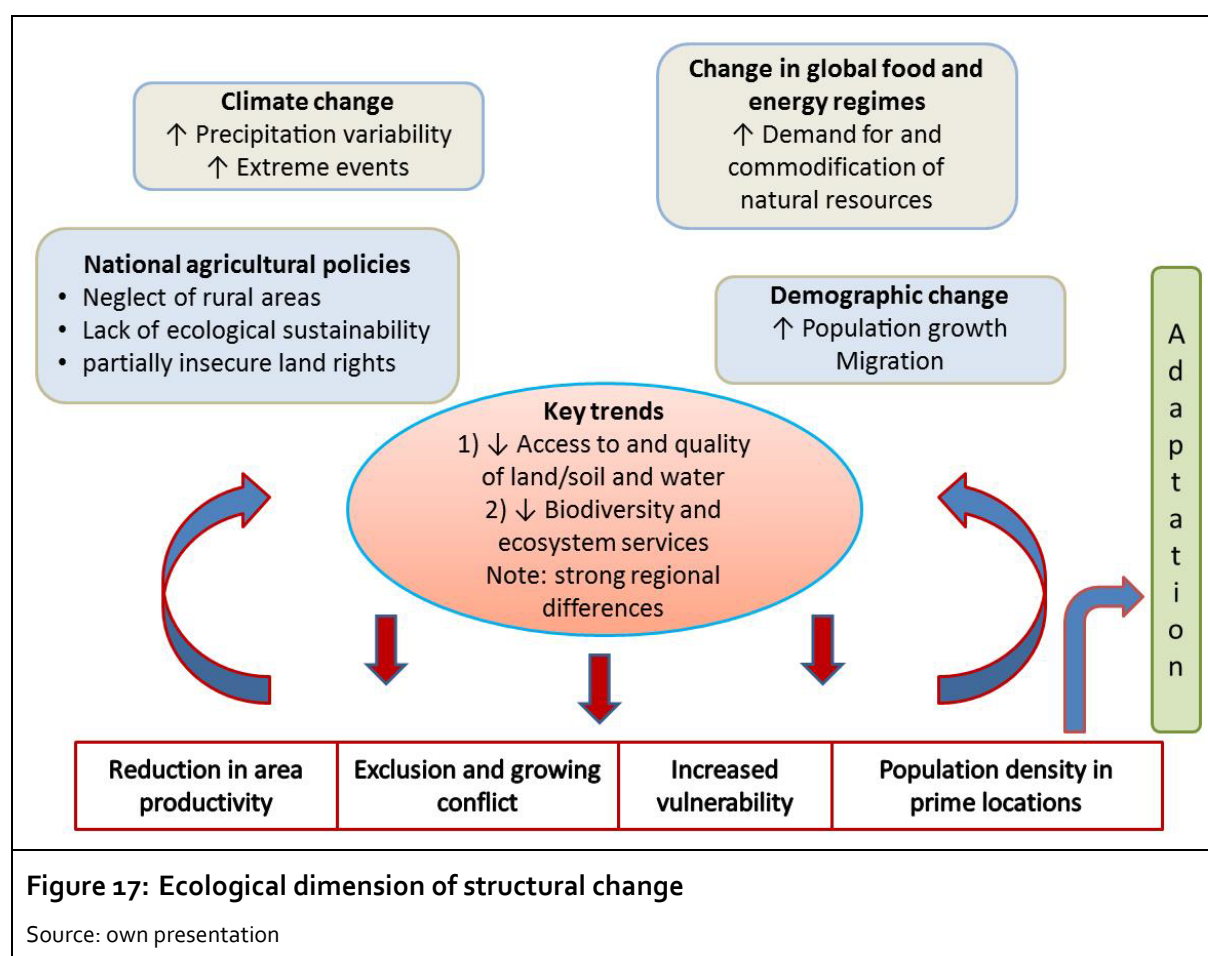 Climate change
↑ Precipitation variability
↑ Extreme events
Change in global food and
energy regimes
↑ Demand for and
commodification of
natural resources
National agricultural policies
• Neglect of rural areas
• Lack of ecological sustainability
• partially insecure land rights
Demographic change
↑ Population growth
Migration
Adaptation
Key trends
1) ↓ Access to and quality
of land/soil and water
2) ↓ Biodiversity and
ecosystem services
Note: strong regional
differences
Reduction in area
productivity
Exclusion and growing
conflict
Increased
vulnerability
Population density in
prime locations
Figure 17: Ecological dimension of structural change
Source: own presentation